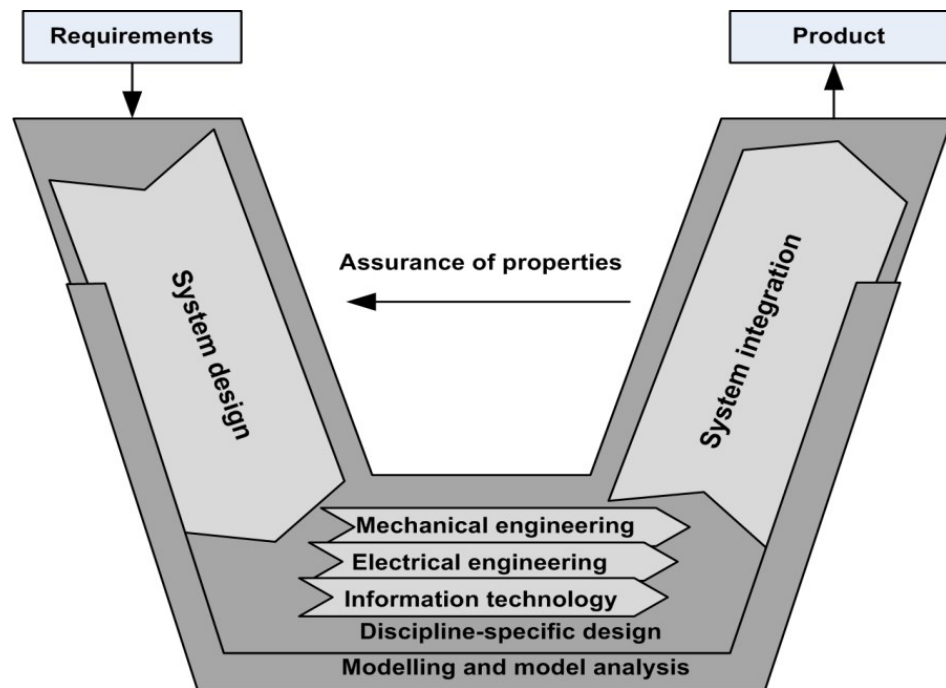 Requirements
Product
Assurance of properties
System design
System integration
Mechanical engineering
Electrical engineering
Information technology
Discipline-specific design
Modelling and model analysis